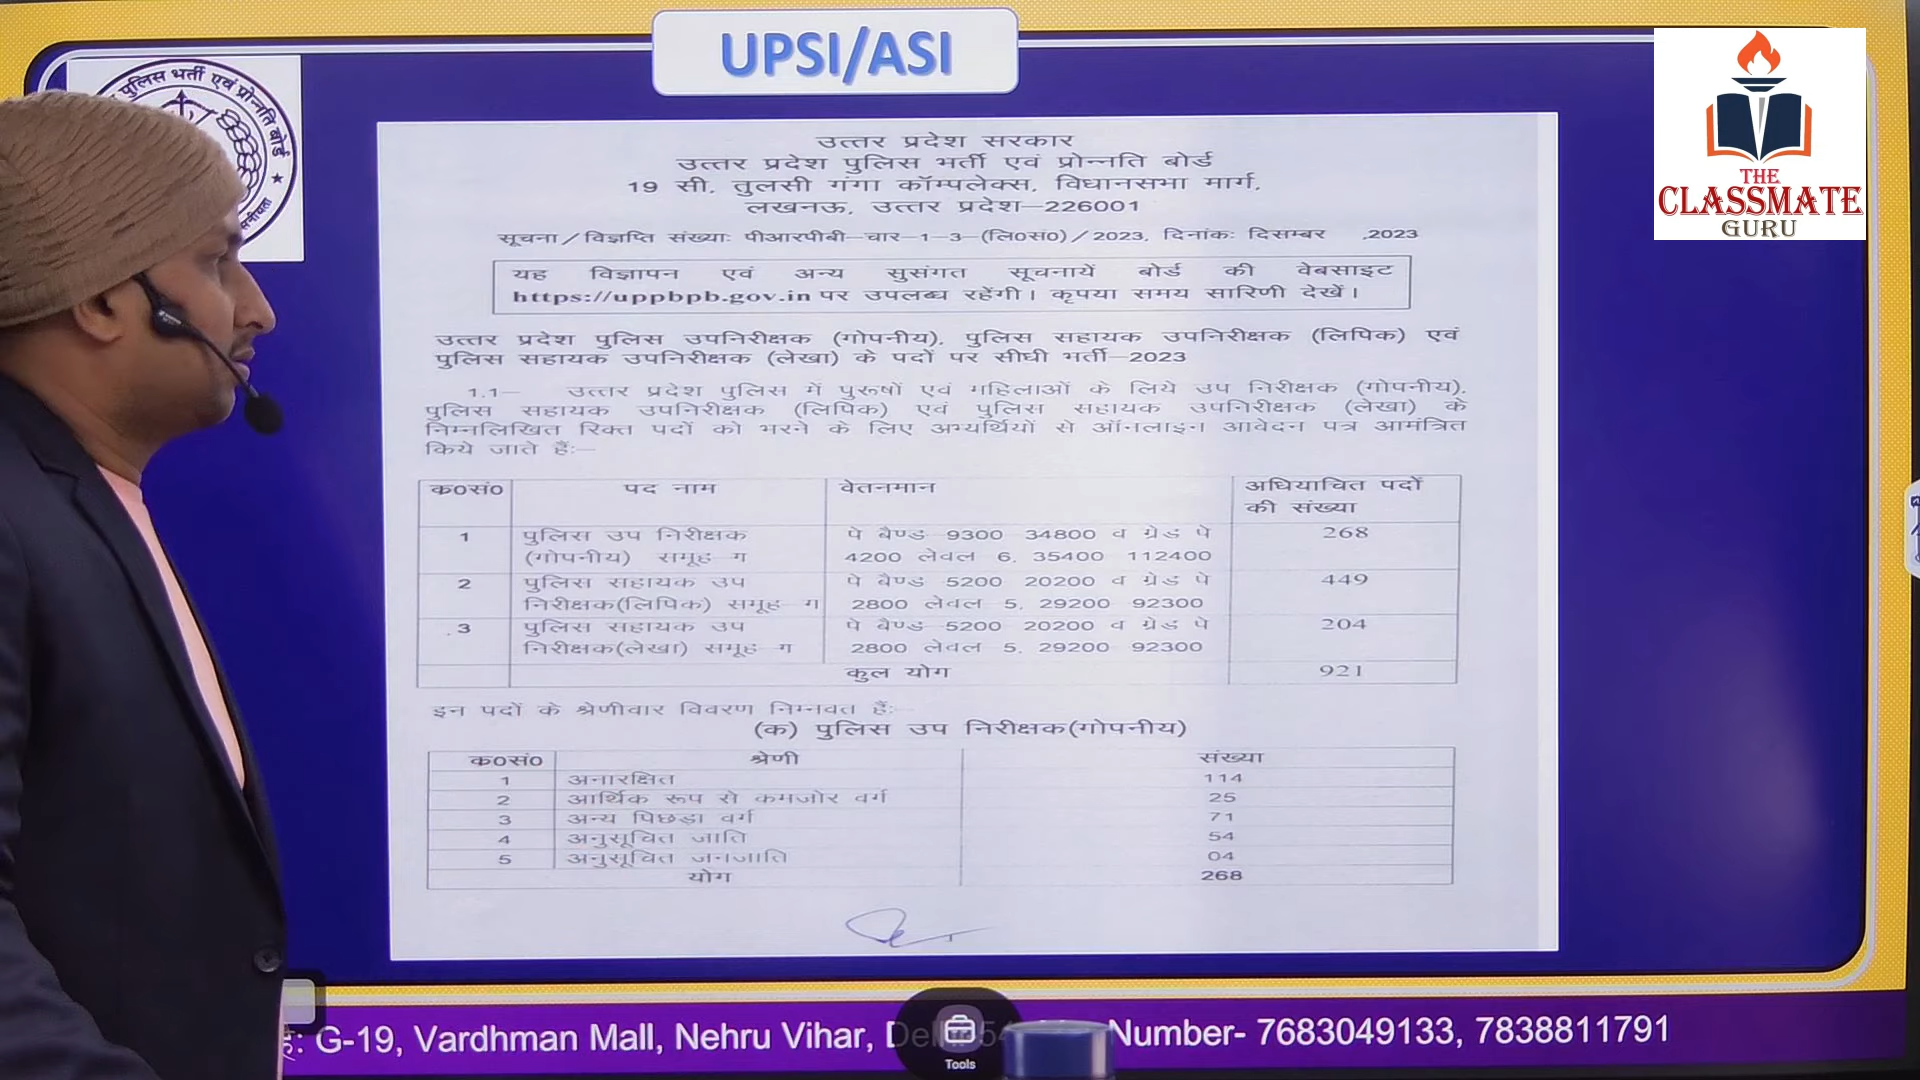 UPSI/ASI
पुलिस भर्ती एवं प्रोन्नति बोर्ड
THE
CLASSMATE
GURU
उत्तर प्रदेश सरकार
उत्तर प्रदेश पुलिस भर्ती एवं प्रोन्नति बोर्ड
19 सी, तुलसी गंगा कॉम्पलेक्स, विधानसभा मार्ग,
लखनऊ, उत्तर प्रदेश–226001
सूचना/विज्ञप्ति संख्याः पीआरपीबी–चार–1–3–(लि0सं0)/2023, दिनांकः दिसम्बर ,2023
यह विज्ञापन एवं अन्य सुसंगत सूचनायें बोर्ड की वेबसाइट
https://uppbpb.gov.in पर उपलब्ध रहेंगी। कृपया समय सारिणी देखें।
उत्तर प्रदेश पुलिस उपनिरीक्षक (गोपनीय), पुलिस सहायक उपनिरीक्षक (लिपिक) एवं
पुलिस सहायक उपनिरीक्षक (लेखा) के पदों पर सीधी भर्ती–2023
1.1– उत्तर प्रदेश पुलिस में पुरूषों एवं महिलाओं के लिये उप निरीक्षक (गोपनीय),
पुलिस सहायक उपनिरीक्षक (लिपिक) एवं पुलिस सहायक उपनिरीक्षक (लेखा) के
निम्नलिखित रिक्त पदों को भरने के लिए अभ्यर्थियों से ऑनलाइन आवेदन पत्र आमंत्रित
किये जाते हैंः–
क0सं0 पद नाम वेतनमान अधियाचित पदों
की संख्या
1 पुलिस उप निरीक्षक पे बैण्ड 9300 34800 व ग्रेड पे 268
(गोपनीय) समूह ग 4200 लेवल 6, 35400 112400
2 पुलिस सहायक उप पे बैण्ड 5200 20200 व ग्रेड पे 449
निरीक्षक(लिपिक) समूह ग 2800 लेवल 5, 29200 92300
3 पुलिस सहायक उप पे बैण्ड 5200 20200 व ग्रेड पे 204
निरीक्षक(लेखा) समूह ग 2800 लेवल 5, 29200 92300
कुल योग 921
इन पदों के श्रेणीवार विवरण निम्नवत हैंः–
(क) पुलिस उप निरीक्षक(गोपनीय)
क0सं0 श्रेणी संख्या
1 अनारक्षित 114
2 आर्थिक रूप से कमजोर वर्ग 25
3 अन्य पिछड़ा वर्ग 71
4 अनुसूचित जाति 54
5 अनुसूचित जनजाति 04
योग 268
G-19, Vardhman Mall, Nehru Vihar, Number- 7683049133, 7838811791
Tools